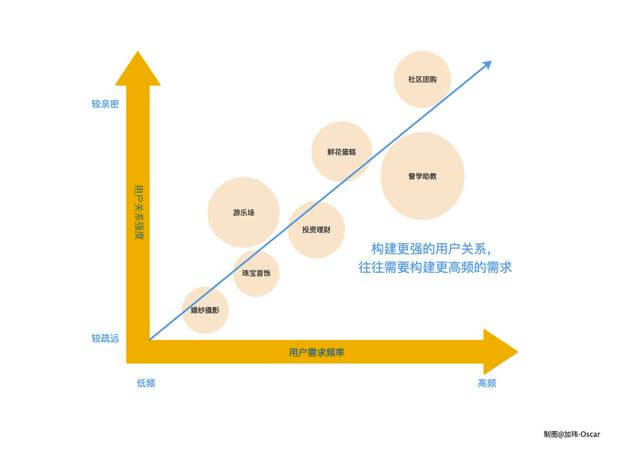 社区团购
较亲密
鲜花蛋糕
督学助教
用户关系强度
游乐场
投资理财
构建更强的用户关系,
往往需要构建更高频的需求
珠宝首饰
婚纱摄影
较疏远
用户需求频率
低频
高频
制图@加玮-Oscar